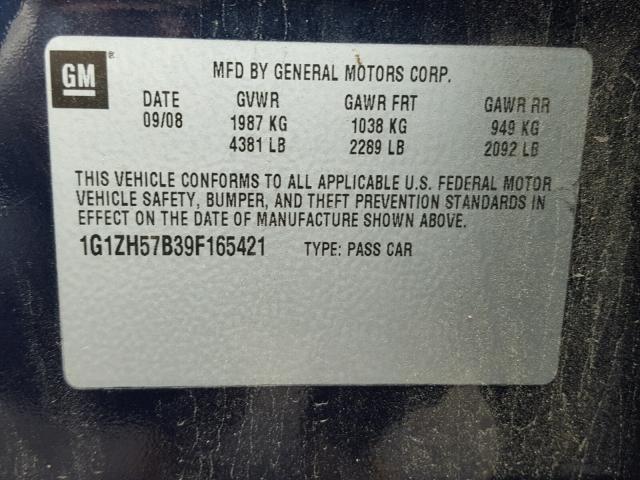 GM®
MFD BY GENERAL MOTORS CORP.
DATE GVWR GAWR FRT GAWR RR
09/08 1987 KG 1038 KG 949 KG
4381 LB 2289 LB 2092 LB
THIS VEHICLE CONFORMS TO ALL APPLICABLE U.S. FEDERAL MOTOR
VEHICLE SAFETY, BUMPER, AND THEFT PREVENTION STANDARDS IN
EFFECT ON THE DATE OF MANUFACTURE SHOWN ABOVE.
1G1ZH57B39F165421 TYPE: PASS CAR